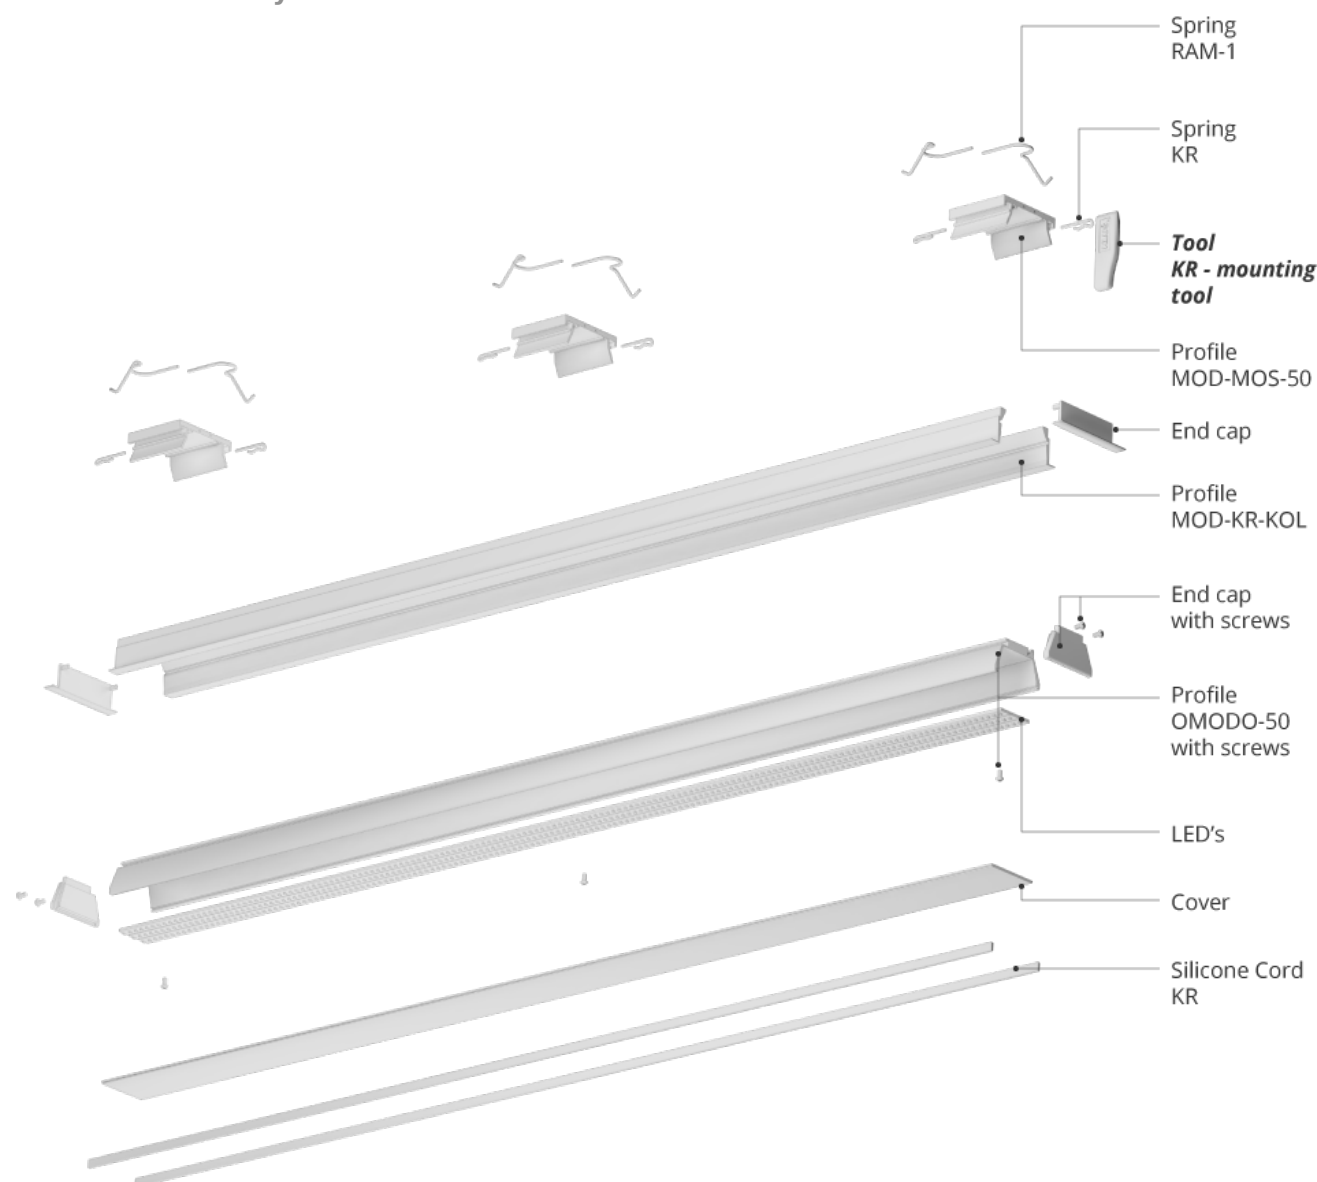 Spring
RAM-1
Spring
KR
Tool
KR - mounting
tool
Profile
MOD-MOS-50
End cap
Profile
MOD-KR-KOL
End cap
with screws
Profile
OMODO-50
with screws
LED's
Cover
Silicone Cord
KR